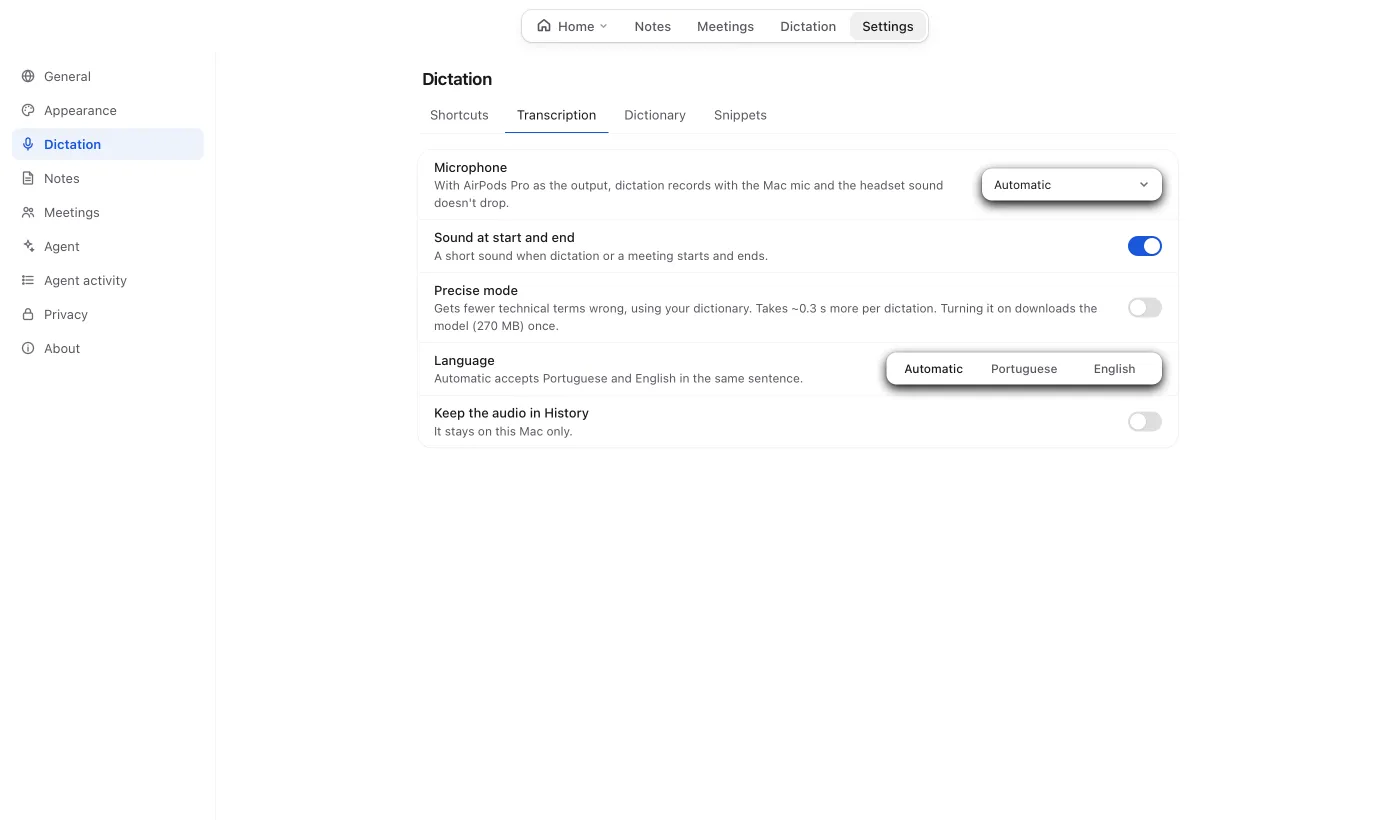 Home
Notes
Meetings
Dictation
Settings
General
Appearance
Dictation
Notes
Meetings
Agent
Agent activity
Privacy
About
Dictation
Shortcuts
Transcription
Dictionary
Snippets
Microphone
With AirPods Pro as the output, dictation records with the Mac mic and the headset sound
doesn't drop.
Automatic
Sound at start and end
A short sound when dictation or a meeting starts and ends.
Precise mode
Gets fewer technical terms wrong, using your dictionary. Takes ~0.3 s more per dictation. Turning it on downloads the
model (270 MB) once.
Language
Automatic accepts Portuguese and English in the same sentence.
Automatic
Portuguese
English
Keep the audio in History
It stays on this Mac only.